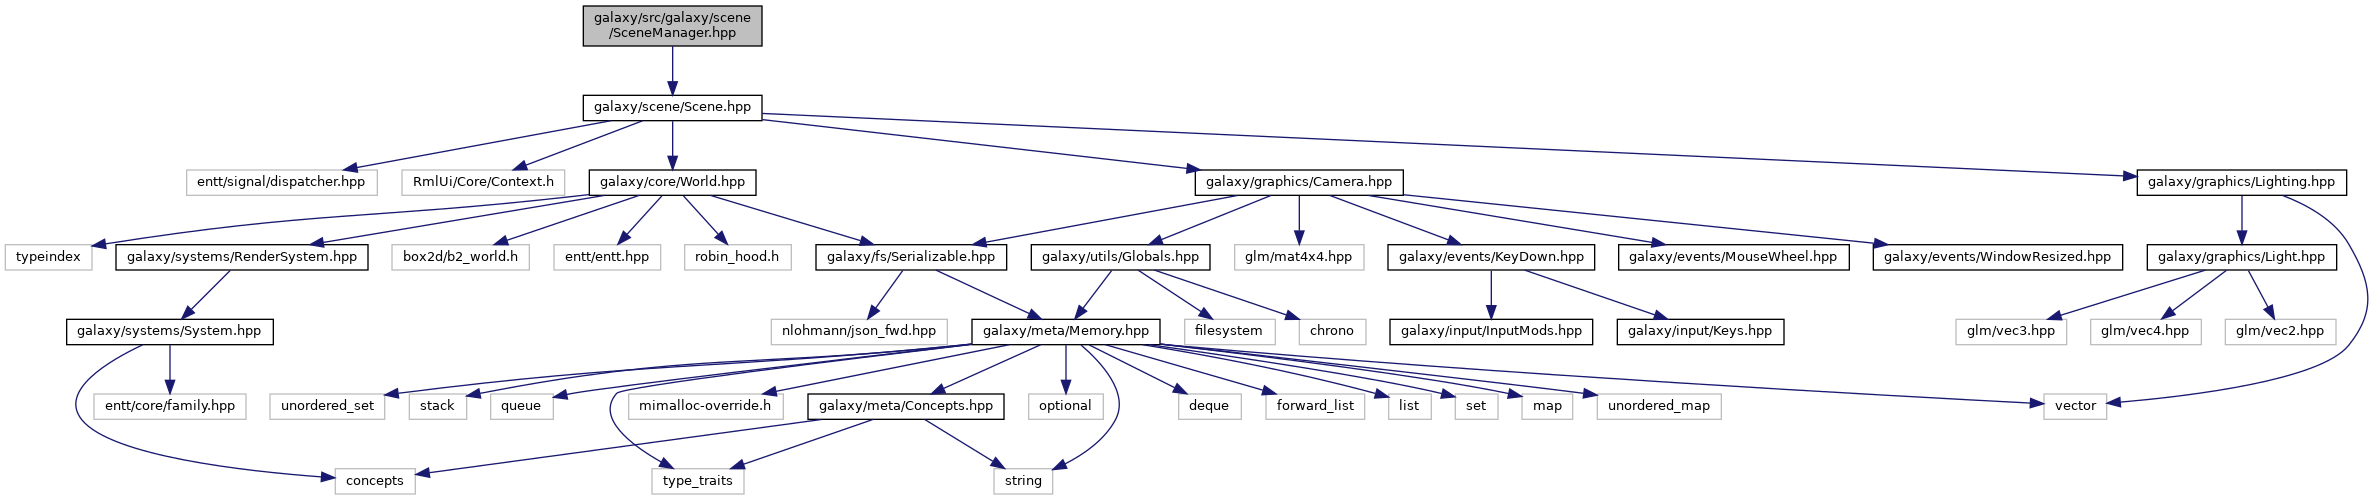 galaxy/src/galaxy/scene
/SceneManager.hpp
galaxy/scene/Scene.hpp
entt/signal/dispatcher.hpp
RmlUi/Core/Context.h
galaxy/core/World.hpp
galaxy/graphics/Camera.hpp
galaxy/graphics/Lighting.hpp
typeindex
galaxy/systems/RenderSystem.hpp
box2d/b2_world.h
entt/entt.hpp
robin_hood.h
galaxy/fs/Serializable.hpp
galaxy/utils/Globals.hpp
glm/mat4x4.hpp
galaxy/events/KeyDown.hpp
galaxy/events/MouseWheel.hpp
galaxy/events/WindowResized.hpp
galaxy/graphics/Light.hpp
galaxy/systems/System.hpp
nlohmann/json_fwd.hpp
galaxy/meta/Memory.hpp
filesystem
chrono
galaxy/input/InputMods.hpp
galaxy/input/Keys.hpp
glm/vec3.hpp
glm/vec4.hpp
glm/vec2.hpp
entt/core/family.hpp
unordered_set
stack
queue
mimalloc-override.h
galaxy/meta/Concepts.hpp
optional
deque
forward_list
list
set
map
unordered_map
vector
concepts
type_traits
string